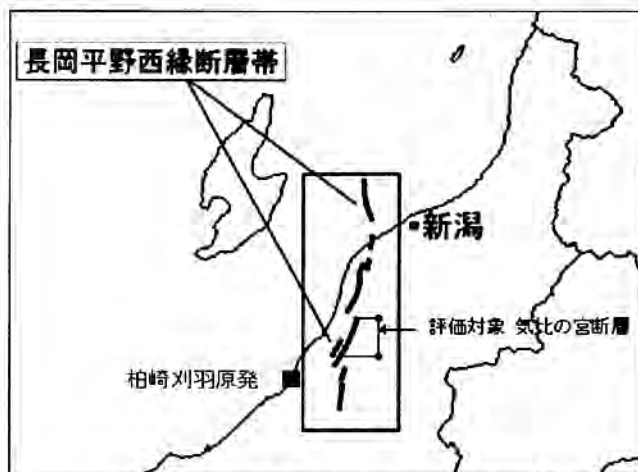 長岡平野西縁断層帯
新潟
評価対象 気比の宮断層
柏崎刈羽原発